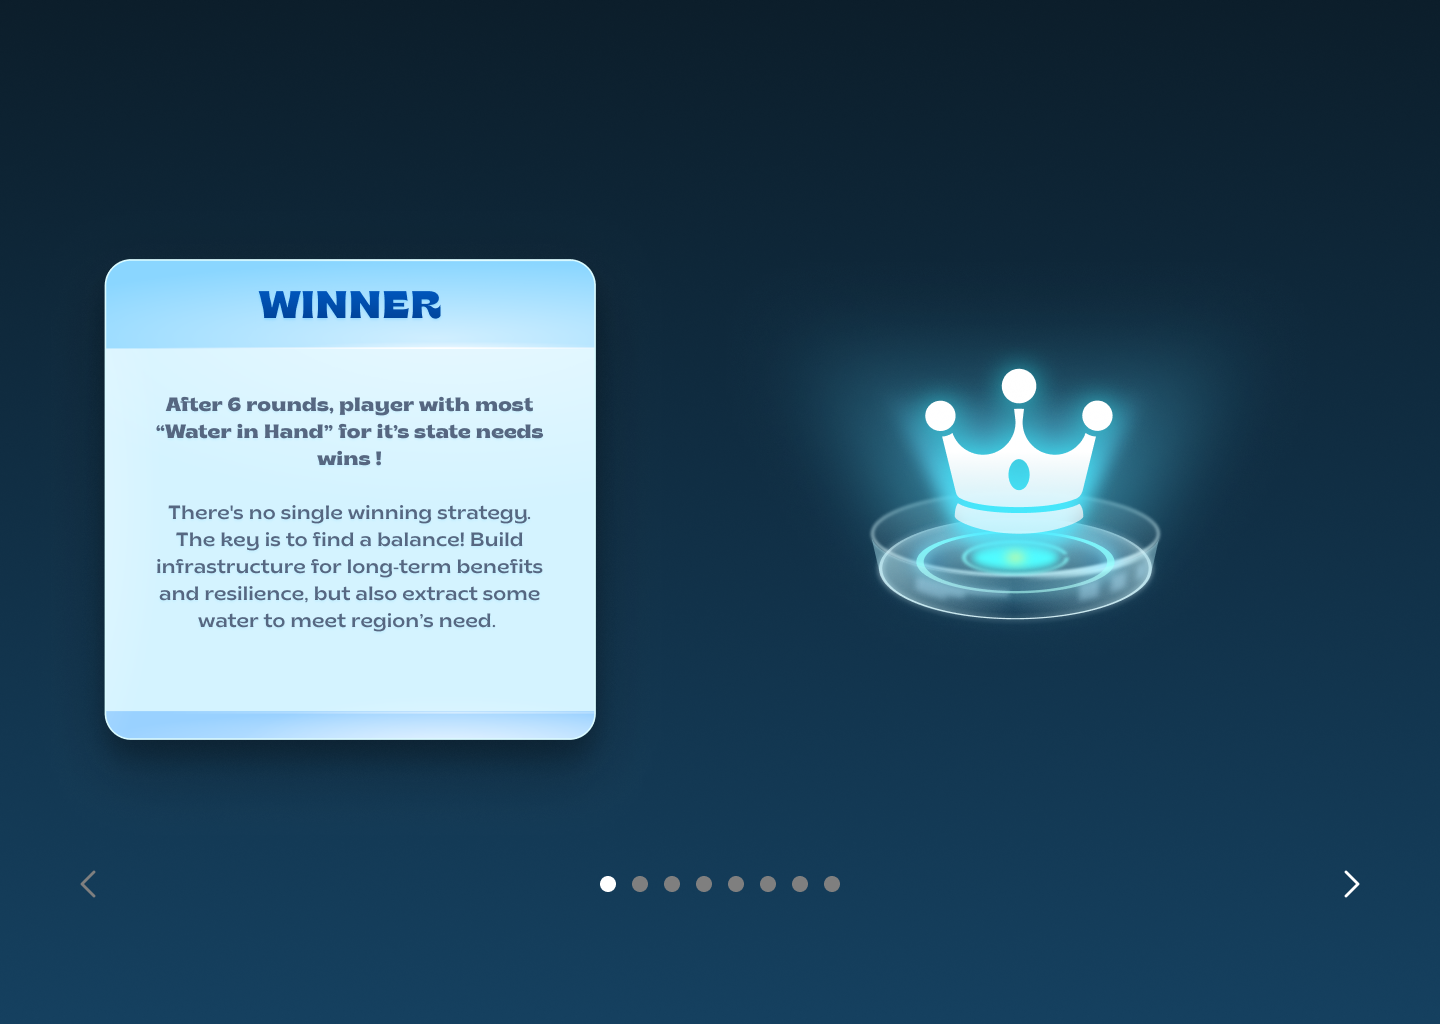 WINNER
After 6 rounds, player with most
“Water in Hand” for it’s state needs
wins !
There's no single winning strategy.
The key is to find a balance! Build
infrastructure for long-term benefits
and resilience, but also extract some
water to meet region’s need.